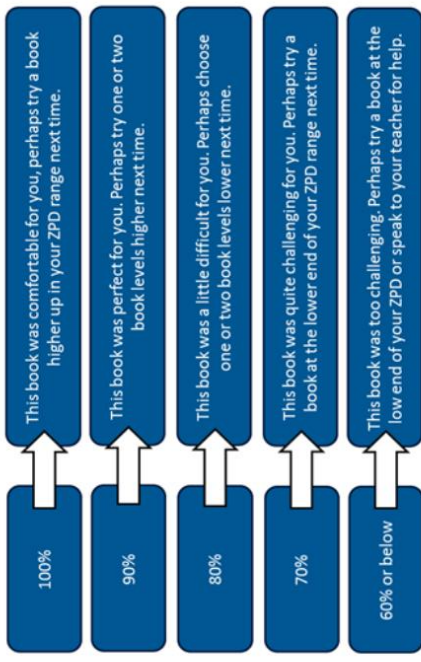 100%
This book was comfortable for you, perhaps try a book
higher up in your ZPD range next time.
90%
This book was perfect for you. Perhaps try one or two
book levels higher next time.
80%
This book was a little difficult for you. Perhaps choose
one or two book levels lower next time.
70%
This book was quite challenging for you. Perhaps try a
book at the lower end of your ZPD range next time.
60% or below
This book was too challenging. Perhaps try a book at the
low end of your ZPD or speak to your teacher for help.